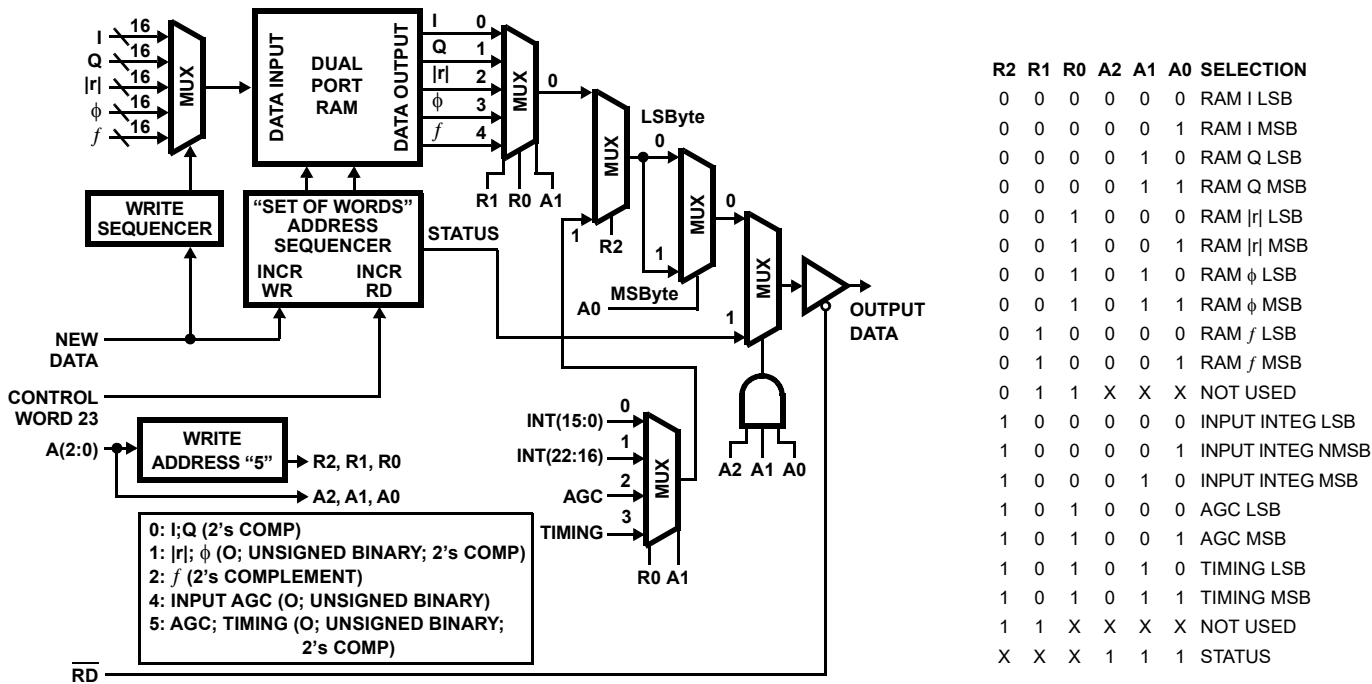 I 16
Q 16
|r| 16
ϕ 16
f 16
MUX
WRITE
SEQUENCER
DATA INPUT
DUAL
PORT
RAM
DATA OUTPUT
I 0
Q 1
|r| 2
ϕ 3
f 4
MUX
R1 R0 A1
0
"SET OF WORDS"
ADDRESS
SEQUENCER
INCR INCR
WR RD
STATUS
MUX
1
R2
LSByte
0
1
MSByte
A0
MUX
0
1
MUX
OUTPUT
DATA
A2 A1 A0
NEW
DATA
CONTROL
WORD 23
A(2:0)
WRITE
ADDRESS "5"
R2, R1, R0
A2, A1, A0
INT(15:0) 0
INT(22:16) 1
AGC 2
TIMING 3
MUX
R0 A1
0: I;Q (2's COMP)
1: |r|; ϕ (O; UNSIGNED BINARY; 2's COMP)
2: f (2's COMPLEMENT)
4: INPUT AGC (O; UNSIGNED BINARY)
5: AGC; TIMING (O; UNSIGNED BINARY;
2's COMP)
RD
R2 R1 R0 A2 A1 A0 SELECTION
0 0 0 0 0 0 RAM I LSB
0 0 0 0 0 1 RAM I MSB
0 0 0 0 1 0 RAM Q LSB
0 0 0 0 1 1 RAM Q MSB
0 0 1 0 0 0 RAM |r| LSB
0 0 1 0 0 1 RAM |r| MSB
0 0 1 0 1 0 RAM ϕ LSB
0 0 1 0 1 1 RAM ϕ MSB
0 1 0 0 0 0 RAM f LSB
0 1 0 0 0 1 RAM f MSB
0 1 1 X X X NOT USED
1 0 0 0 0 0 INPUT INTEG LSB
1 0 0 0 0 1 INPUT INTEG NMSB
1 0 0 0 1 0 INPUT INTEG MSB
1 0 1 0 0 0 AGC LSB
1 0 1 0 0 1 AGC MSB
1 0 1 0 1 0 TIMING LSB
1 0 1 0 1 1 TIMING MSB
1 1 X X X X NOT USED
X X X 1 1 1 STATUS